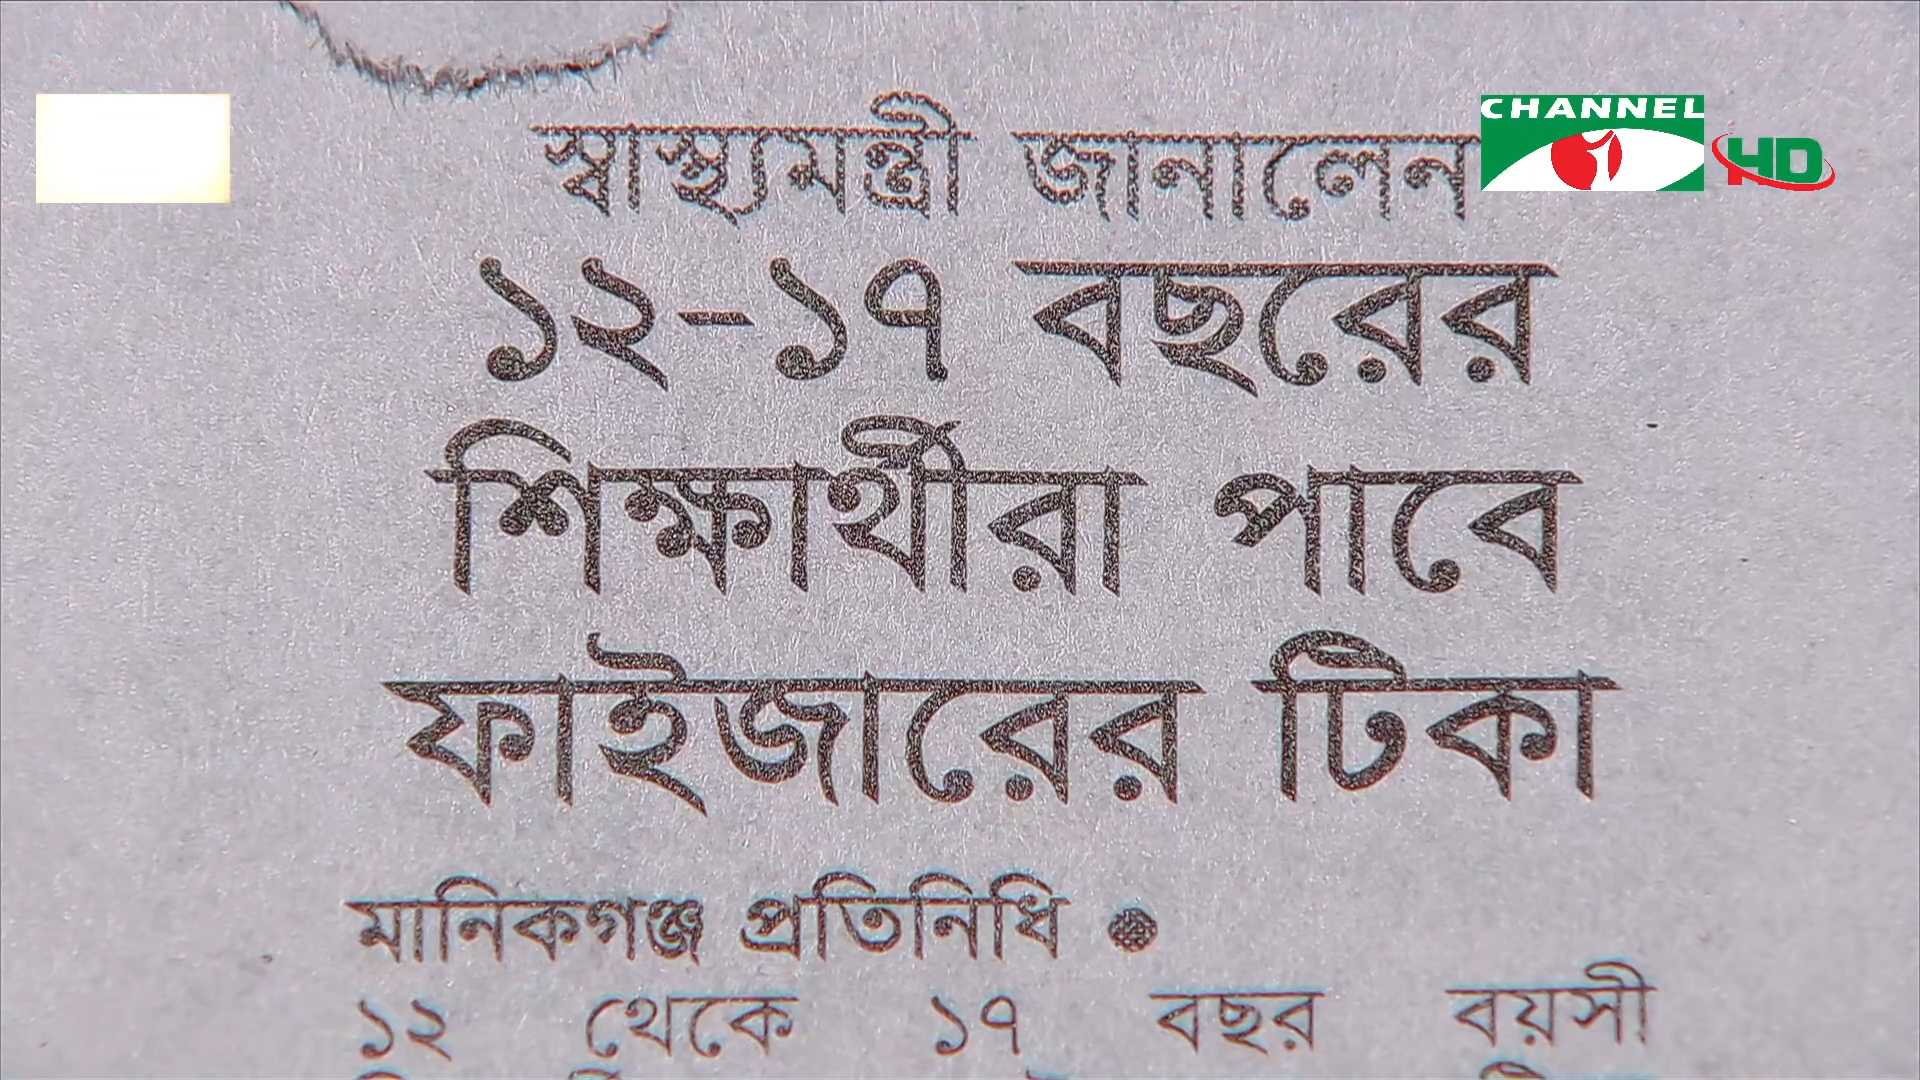 CHANNEL i HD
স্বাস্থ্যমন্ত্রী জানালেন
১২-১৭ বছরের
শিক্ষার্থীরা পাবে
ফাইজারের টিকা
মানিকগঞ্জ প্রতিনিধি ●
১২ থেকে ১৭ বছর বয়সী